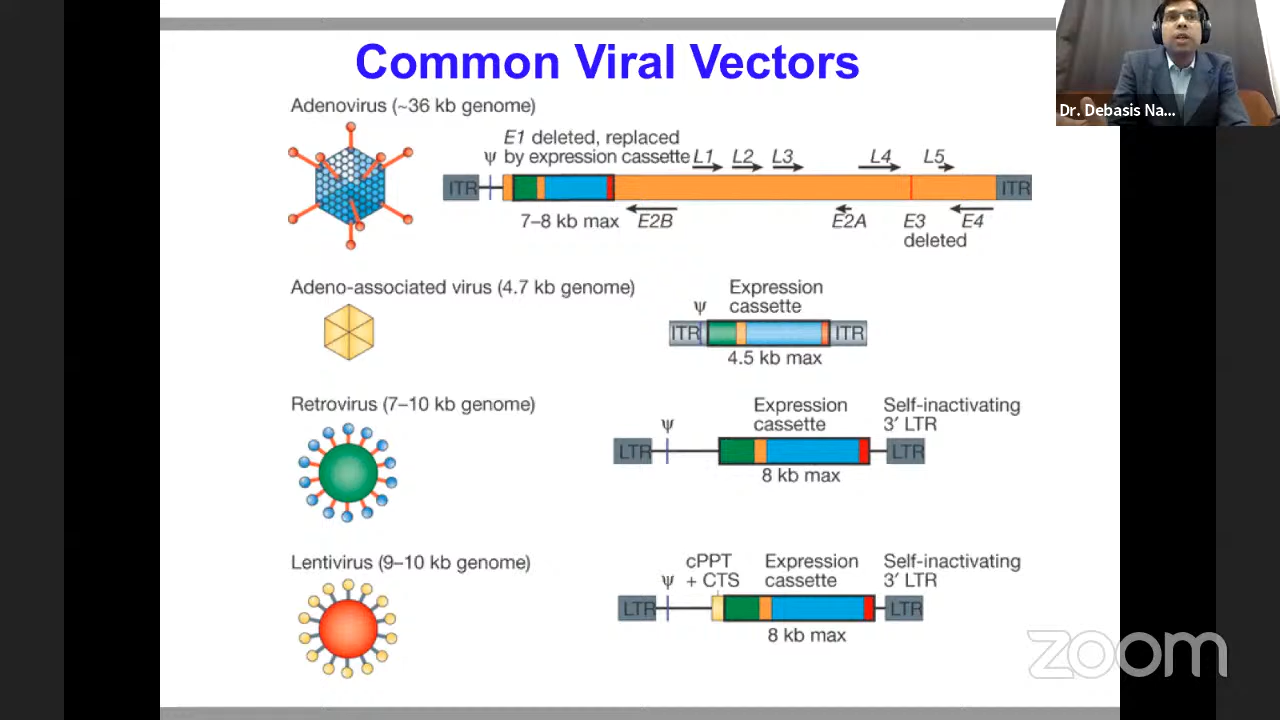 Common Viral Vectors
Dr. Debasis Na...
Adenovirus (~36 kb genome)
E1 deleted, replaced
ψ by expression cassette
L1 L2 L3 L4 L5
ITR
ITR
7–8 kb max
E2B
E2A
E3
deleted
E4
Adeno-associated virus (4.7 kb genome)
Expression
cassette
ψ
ITR
ITR
4.5 kb max
Retrovirus (7–10 kb genome)
Expression
cassette
Self-inactivating
3′ LTR
ψ
LTR
LTR
8 kb max
Lentivirus (9–10 kb genome)
cPPT
+ CTS
Expression
cassette
Self-inactivating
3′ LTR
ψ
LTR
LTR
8 kb max
zoom